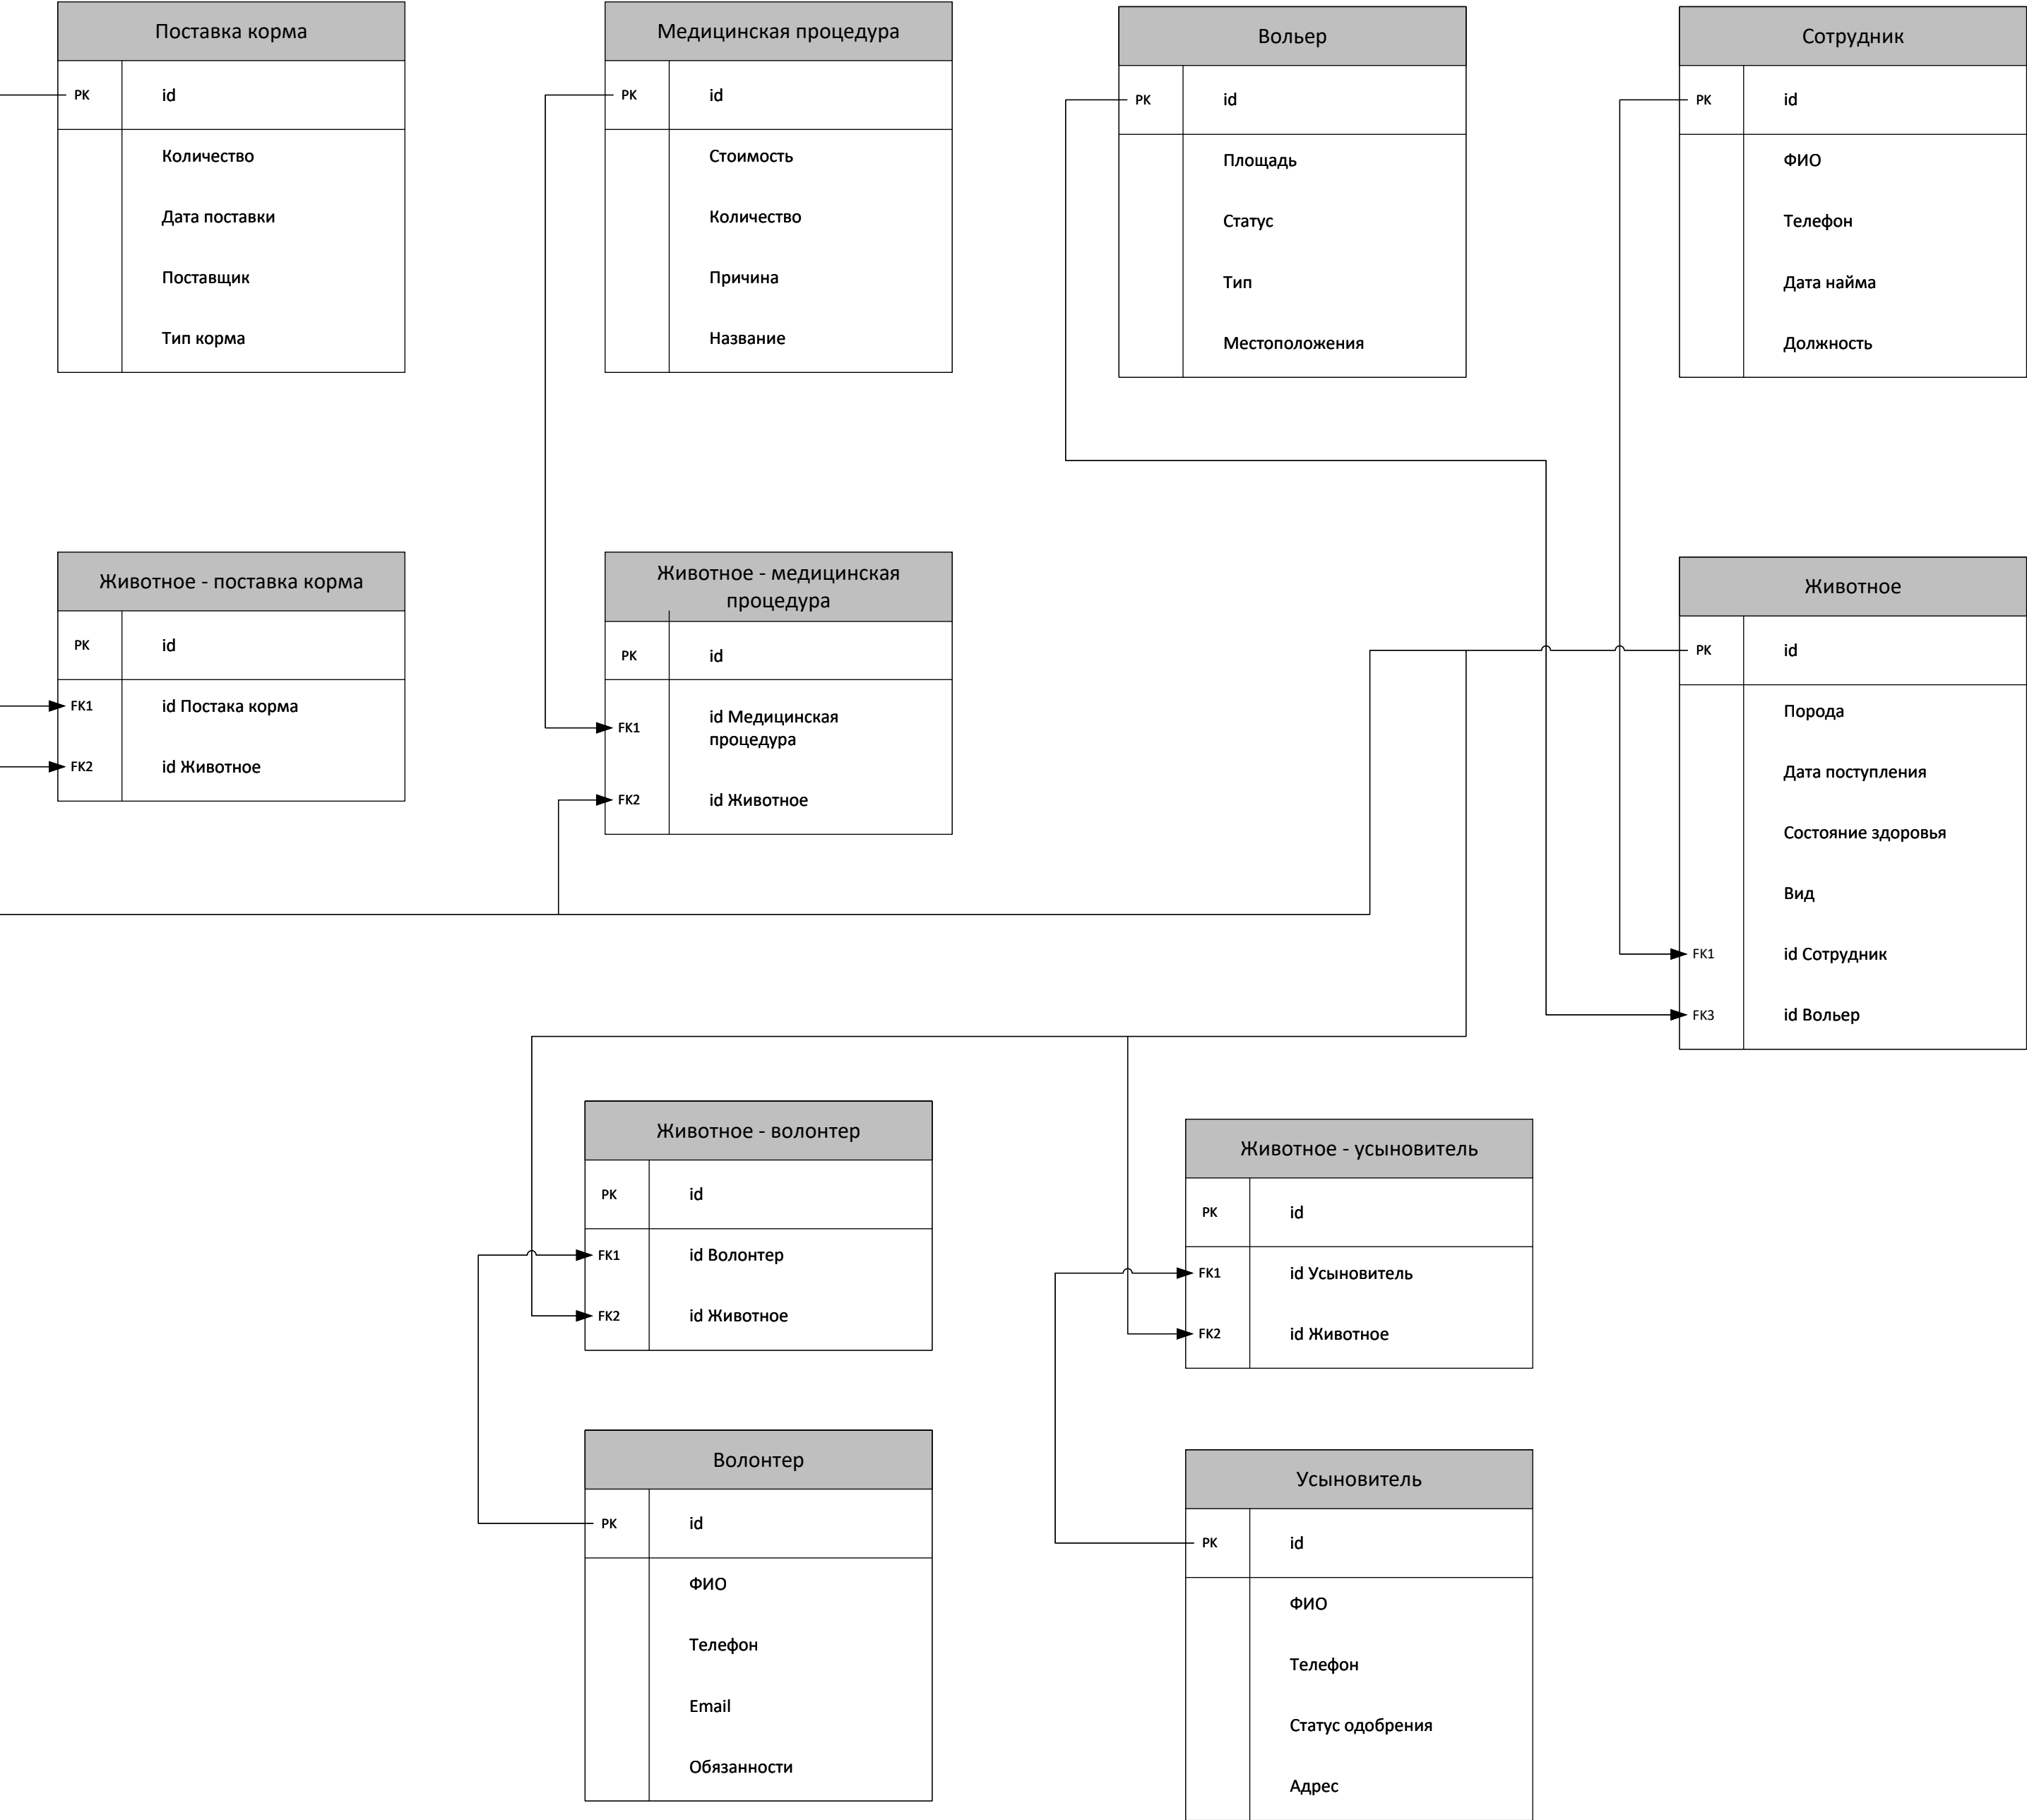 Поставка корма
PK id
Количество
Дата поставки
Поставщик
Тип корма
Медицинская процедура
PK id
Стоимость
Количество
Причина
Название
Вольер
PK id
Площадь
Статус
Тип
Местоположения
Сотрудник
PK id
ФИО
Телефон
Дата найма
Должность
Животное - поставка корма
PK id
FK1 id Постака корма
FK2 id Животное
Животное - медицинская
процедура
PK id
FK1 id Медицинская
процедура
FK2 id Животное
Животное
PK id
Порода
Дата поступления
Состояние здоровья
Вид
FK1 id Сотрудник
FK3 id Вольер
Животное - волонтер
PK id
FK1 id Волонтер
FK2 id Животное
Животное - усыновитель
PK id
FK1 id Усыновитель
FK2 id Животное
Волонтер
PK id
ФИО
Телефон
Email
Обязанности
Усыновитель
PK id
ФИО
Телефон
Статус одобрения
Адрес